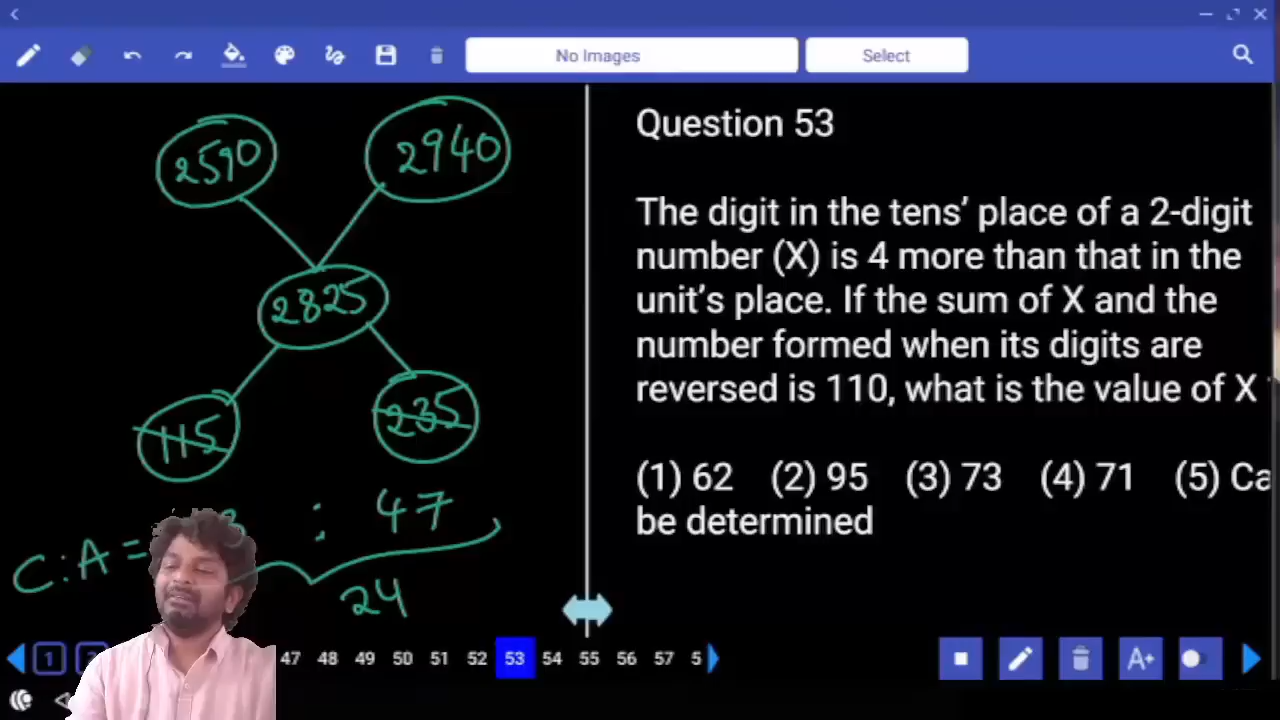 No Images
Select
2590
2940
2825
115
235
C:A =
: 47
24
Question 53
The digit in the tens’ place of a 2-digit
number (X) is 4 more than that in the
unit’s place. If the sum of X and the
number formed when its digits are
reversed is 110, what is the value of X
(1) 62 (2) 95 (3) 73 (4) 71 (5) Ca
be determined
1 47 48 49 50 51 52 53 54 55 56 57 5
A+